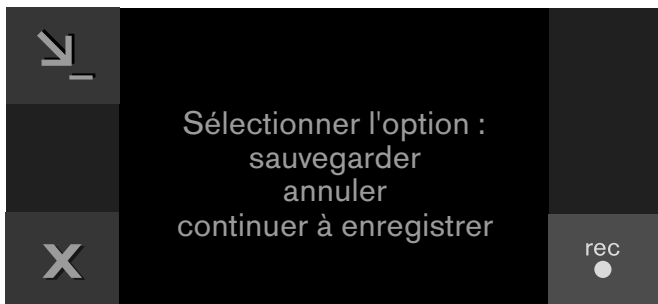 Sélectionner l'option :
sauvegarder
annuler
continuer à enregistrer
rec